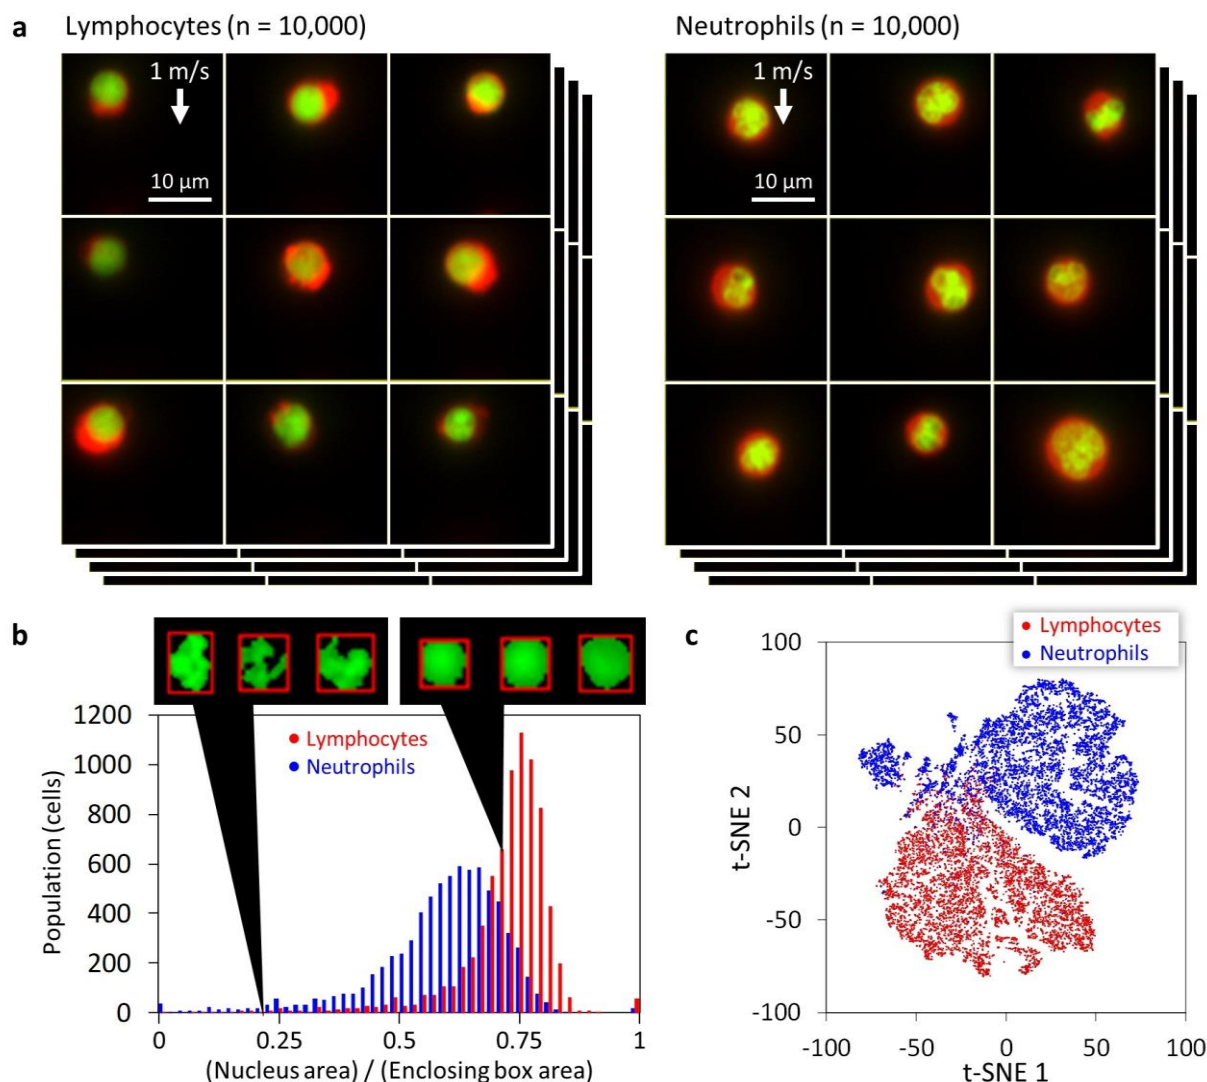 a
Lymphocytes (n = 10,000)
Neutrophils (n = 10,000)
1 m/s
10 µm
1 m/s
10 µm
b
Lymphocytes
Neutrophils
Population (cells)
1200
1000
800
600
400
200
0
0
0.25
0.5
0.75
1
(Nucleus area) / (Enclosing box area)
c
Lymphocytes
Neutrophils
t-SNE 2
100
50
0
-50
-100
-100
-50
0
50
100
t-SNE 1